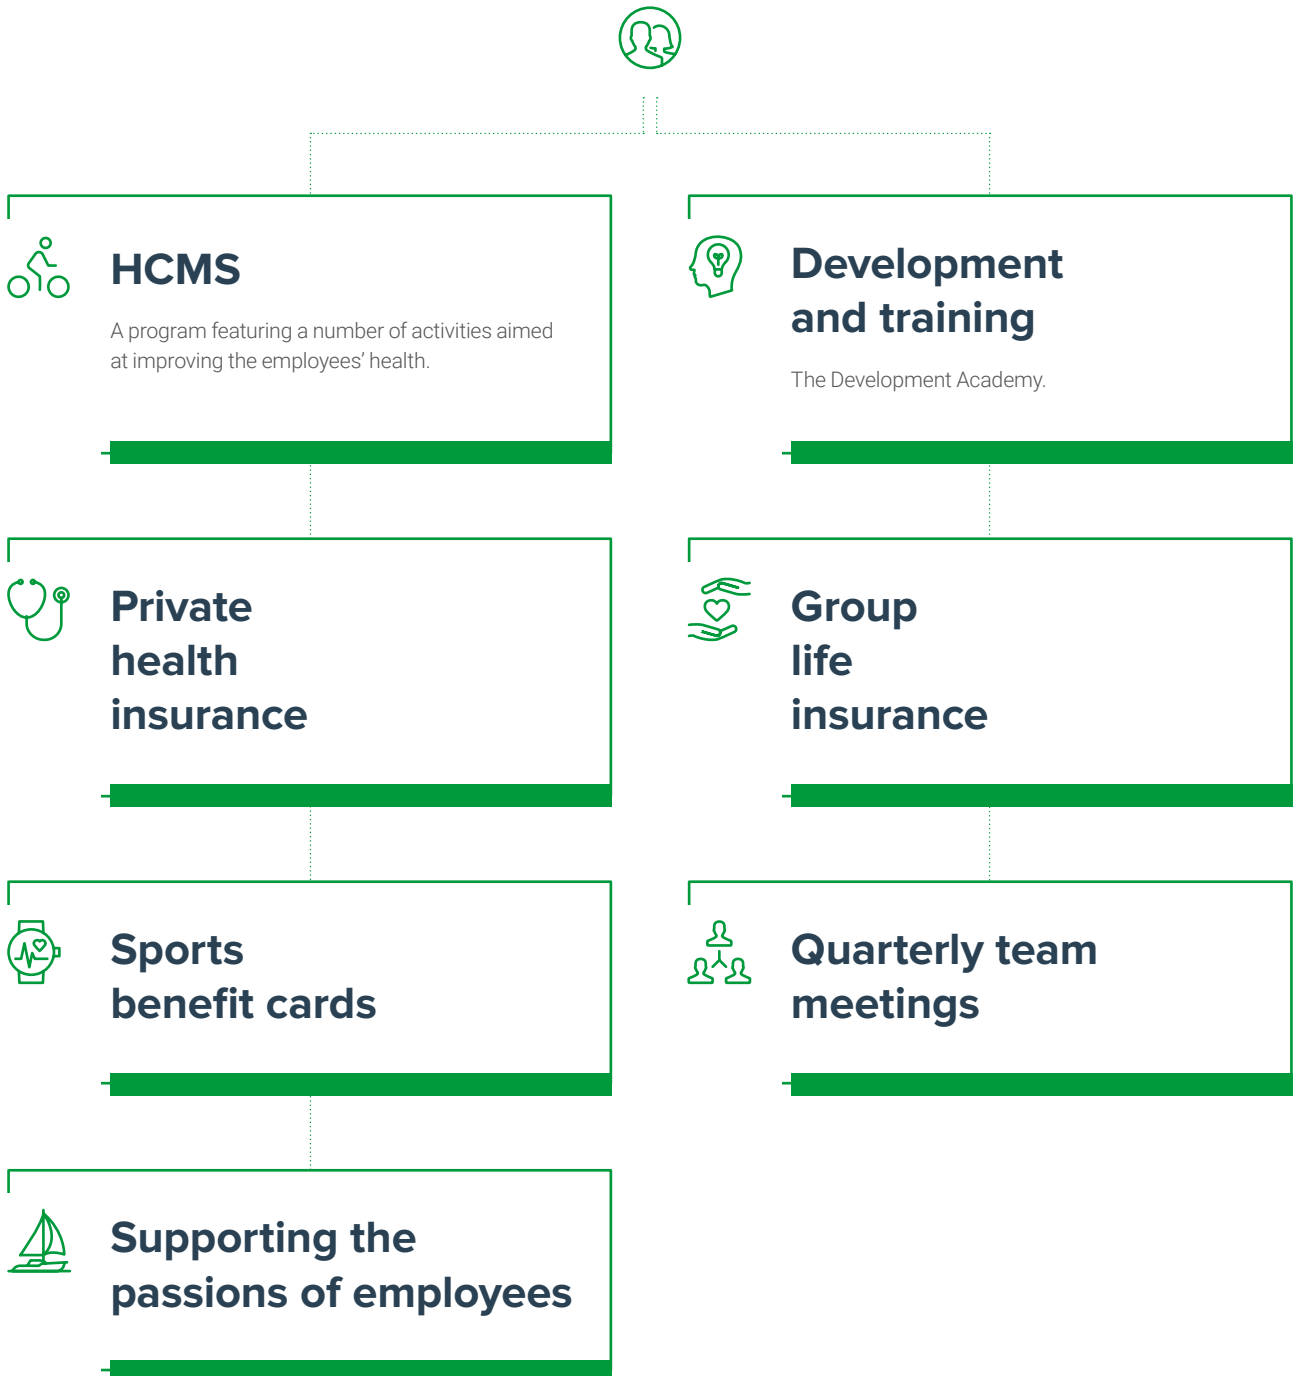 HCMS
A program featuring a number of activities aimed
at improving the employees’ health.
Development
and training
The Development Academy.
Private
health
insurance
Group
life
insurance
Sports
benefit cards
Quarterly team
meetings
Supporting the
passions of employees